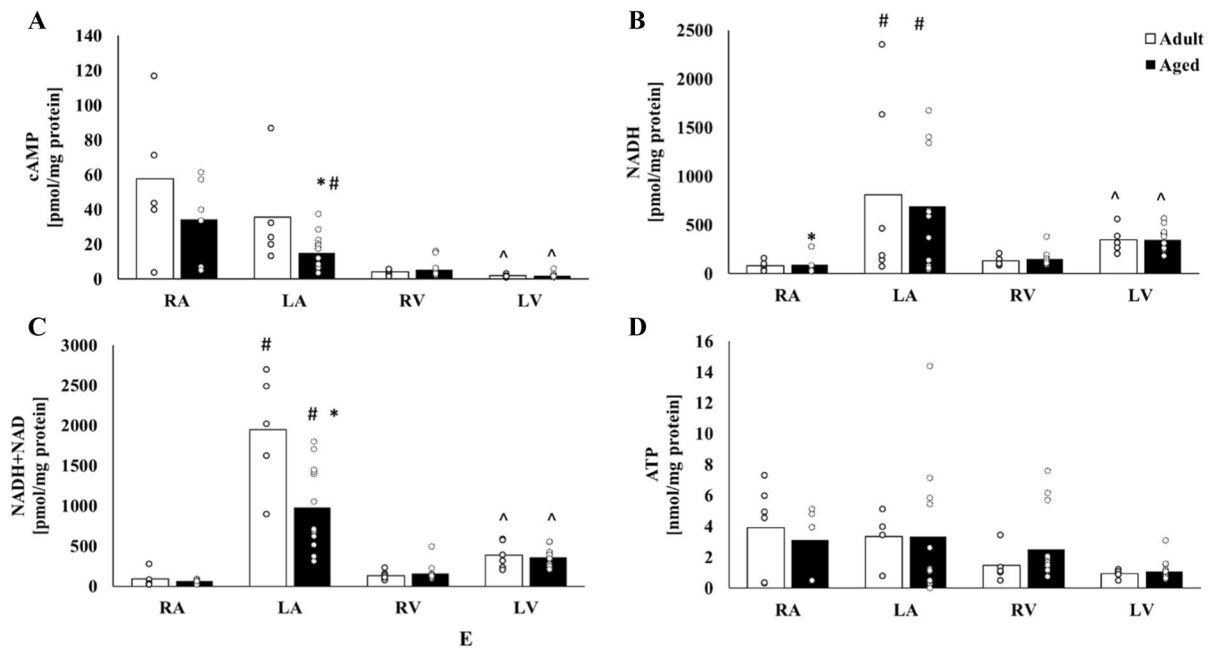 A
cAMP
[pmol/mg protein]
140
120
100
80
60
40
20
0
* #
^ ^
RA LA RV LV
B
NADH
[pmol/mg protein]
2500
2000
1500
1000
500
0
# #
*
^ ^
RA LA RV LV
Adult
Aged
C
NADH+NAD
[pmol/mg protein]
3000
2500
2000
1500
1000
500
0
#
# *
^ ^
RA LA RV LV
D
ATP
[nmol/mg protein]
16
14
12
10
8
6
4
2
0
RA LA RV LV
E